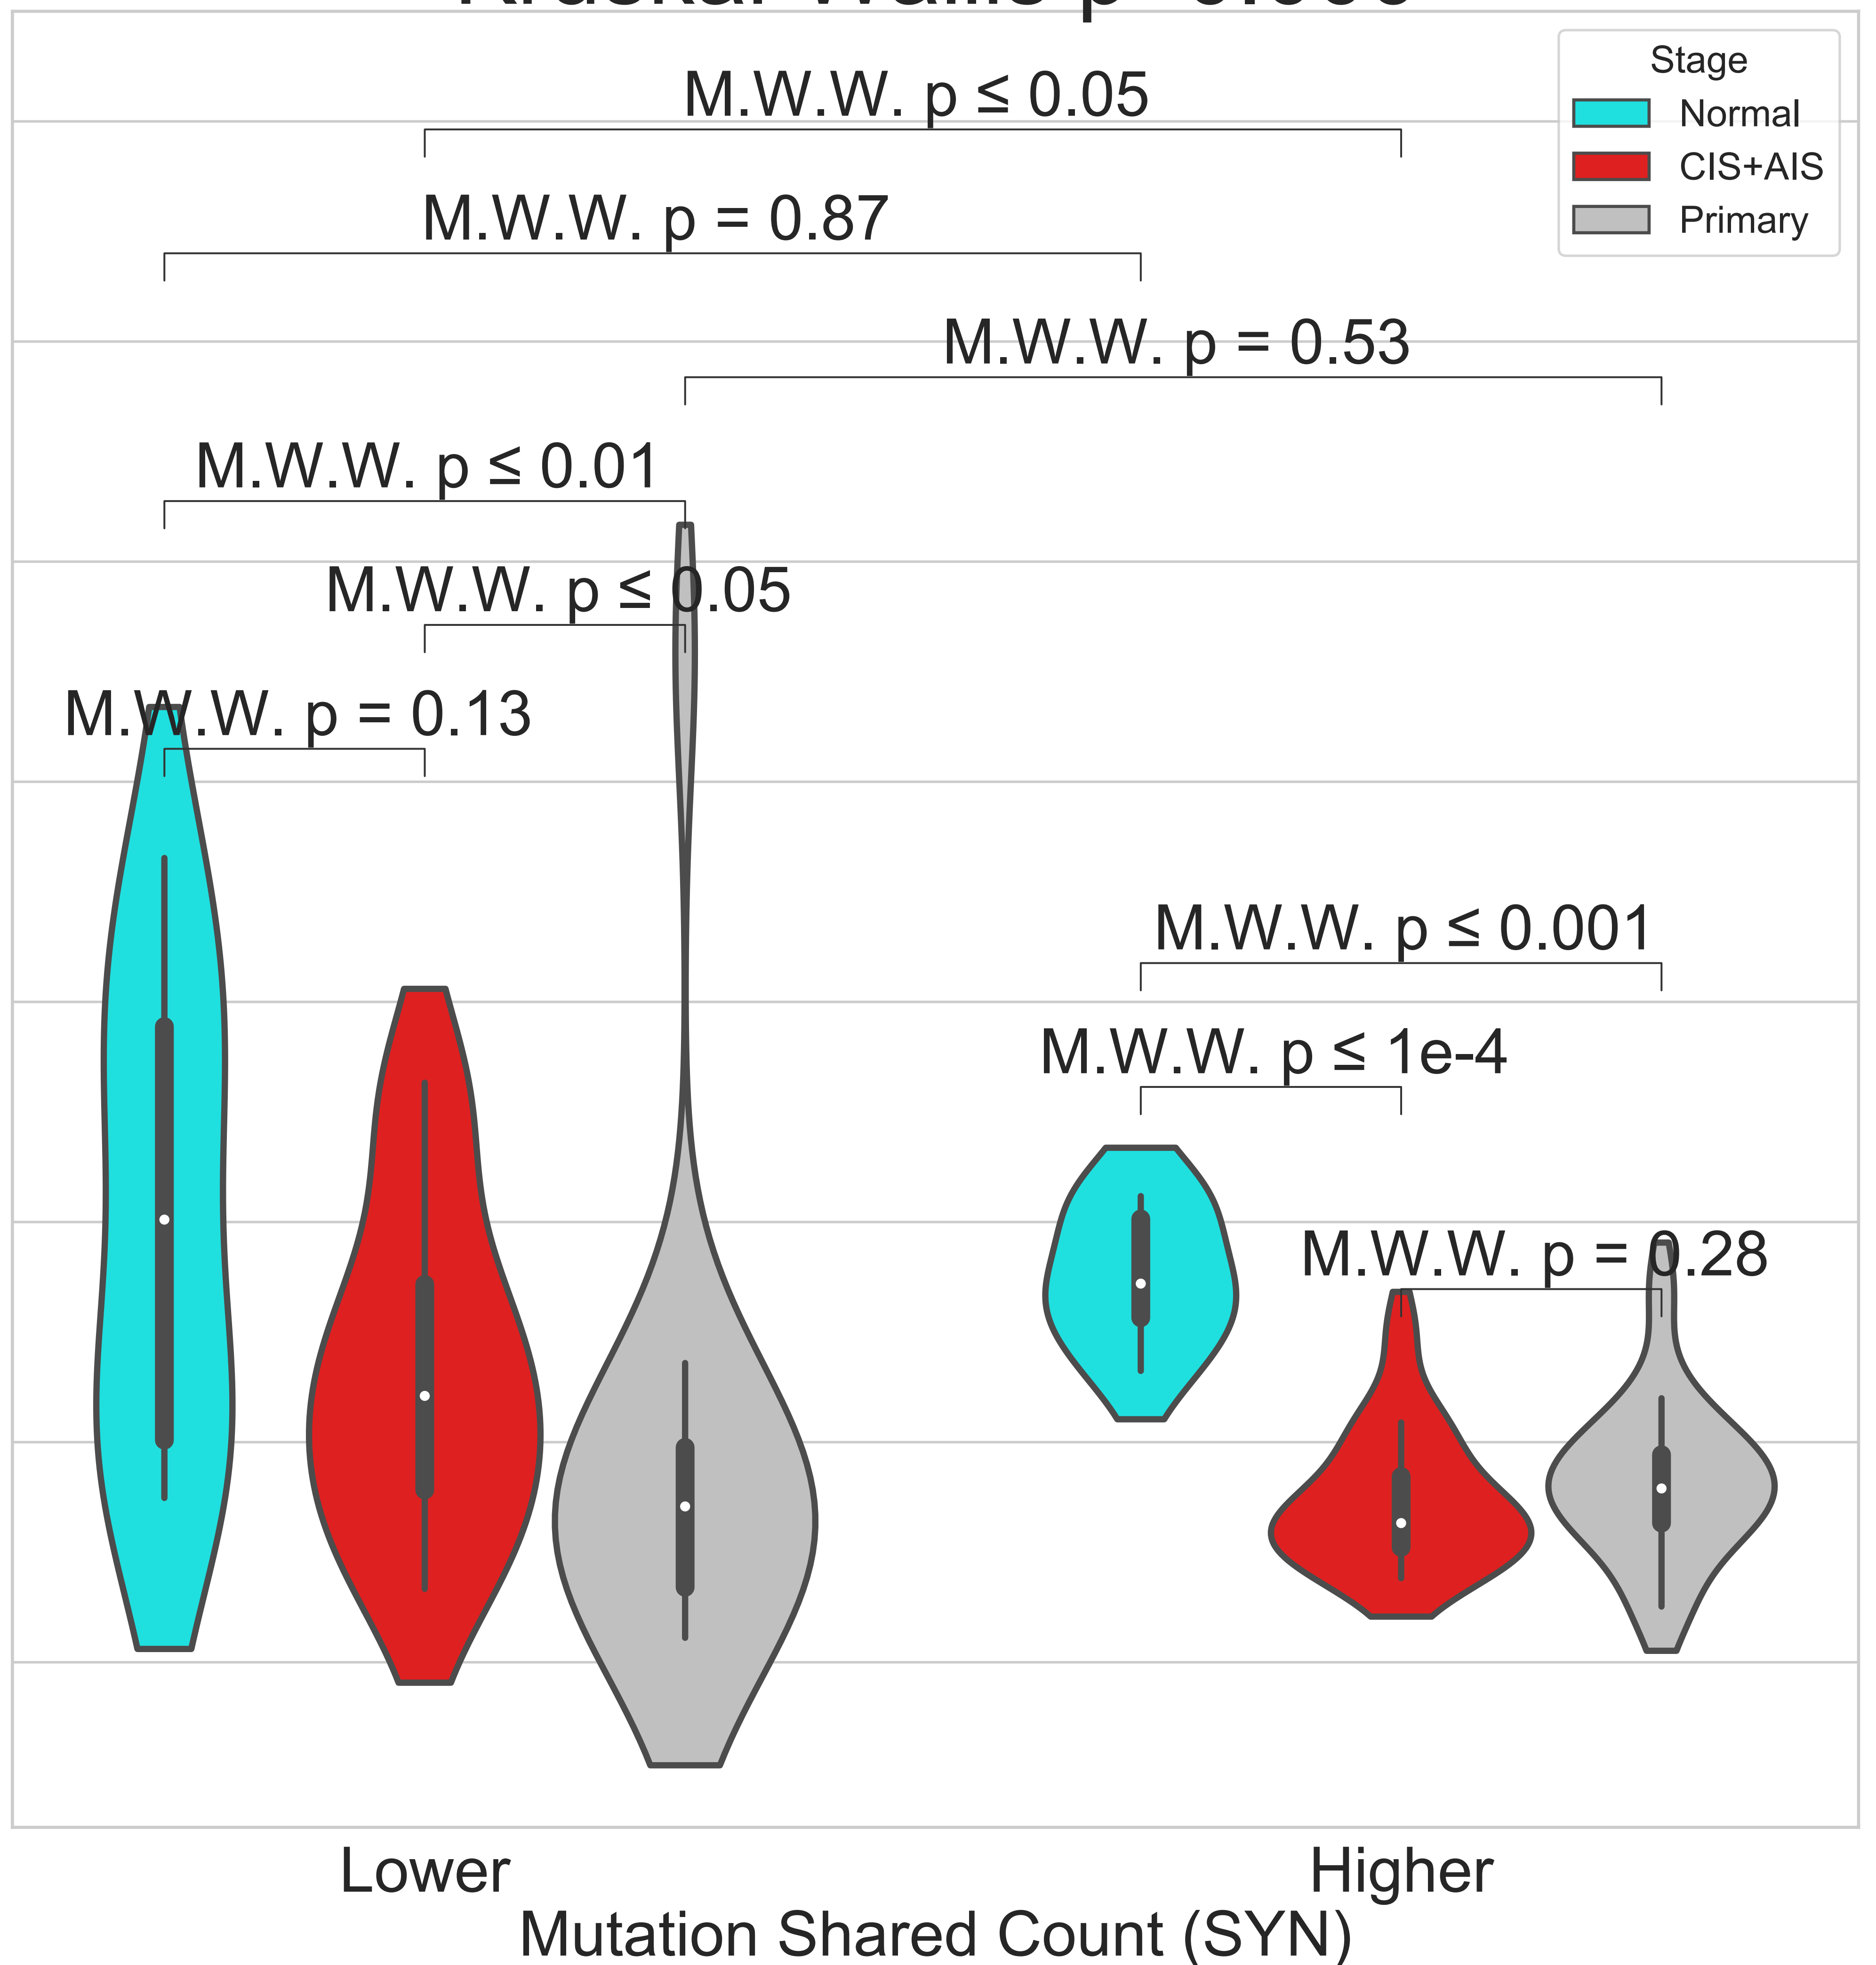 M.W.W. p ≤ 0.05
M.W.W. p = 0.87
M.W.W. p = 0.53
M.W.W. p ≤ 0.01
M.W.W. p ≤ 0.05
M.W.W. p = 0.13
M.W.W. p ≤ 0.001
M.W.W. p ≤ 1e-4
M.W.W. p = 0.28
Stage
Normal
CIS+AIS
Primary
Lower
Higher
Mutation Shared Count (SYN)